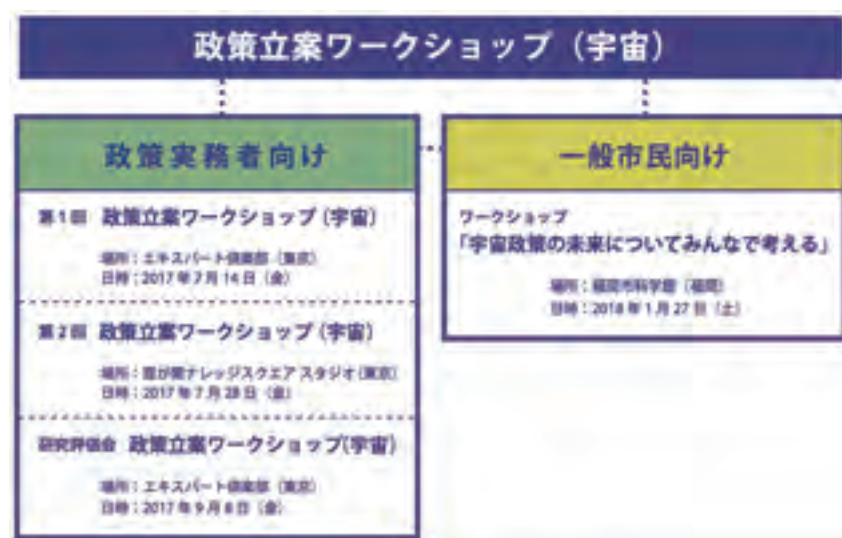 政策立案ワークショップ（宇宙）
政策実務者向け
第1回 政策立案ワークショップ（宇宙）
場所：エキスパート倶楽部（東京）
日時：2017年7月14日（金）
第2回 政策立案ワークショップ（宇宙）
場所：霞が関ナレッジスクエア スタジオ（東京）
日時：2017年7月28日（金）
研究評価会 政策立案ワークショップ（宇宙）
場所：エキスパート倶楽部（東京）
日時：2017年9月8日（金）
一般市民向け
ワークショップ
「宇宙政策の未来についてみんなで考える」
場所：福岡市科学館（福岡）
日時：2018年1月27日（土）